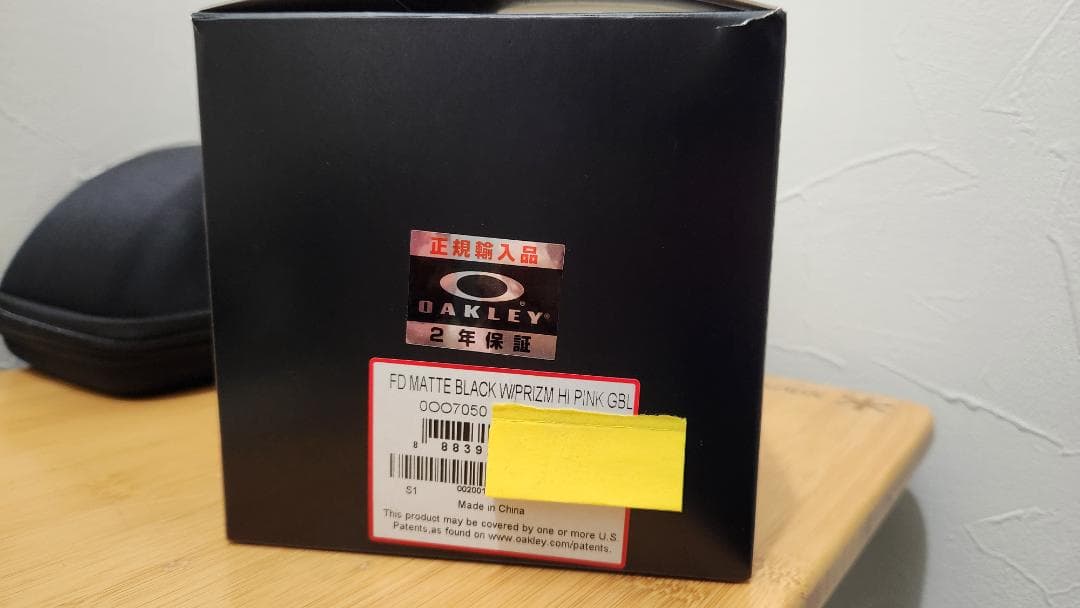 正規輸入品
OAKLEY
2年保証
FD MATTE BLACK W/PRIZM HI PINK GBL
0OO7050
8 8839
S1 002001
Made in China
This product may be covered by one or more U.S.
Patents,as found on www.oakley.com/patents.